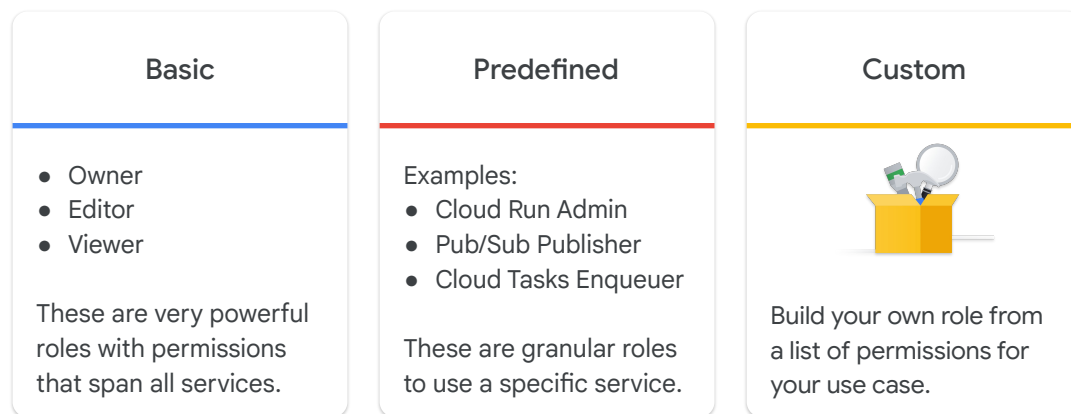 Basic
● Owner
● Editor
● Viewer
These are very powerful
roles with permissions
that span all services.
Predefined
Examples:
● Cloud Run Admin
● Pub/Sub Publisher
● Cloud Tasks Enqueuer
These are granular roles
to use a specific service.
Custom
Build your own role from
a list of permissions for
your use case.